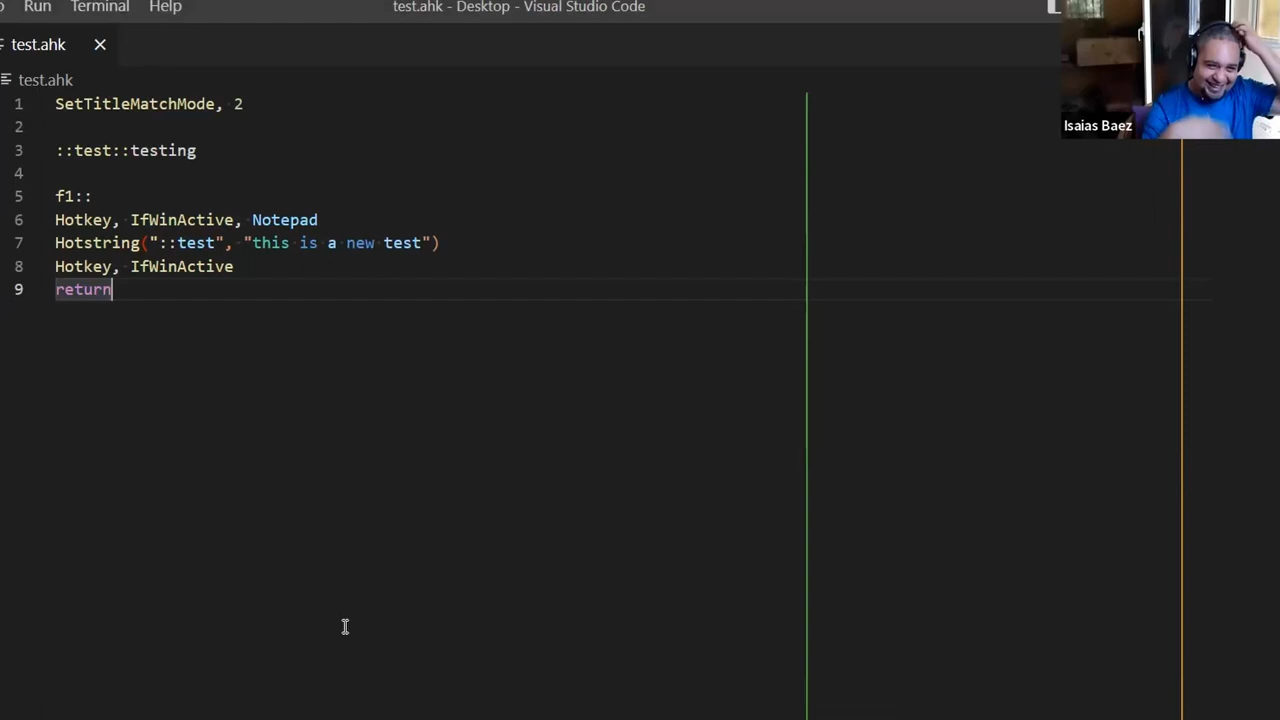 Run Terminal Help test.ahk - Desktop - Visual Studio Code
test.ahk
test.ahk
Isaias Baez
1 SetTitleMatchMode, 2
2
3 ::test::testing
4
5 f1::
6 Hotkey, IfWinActive, Notepad
7 Hotstring("::test", "this is a new test")
8 Hotkey, IfWinActive
9 return